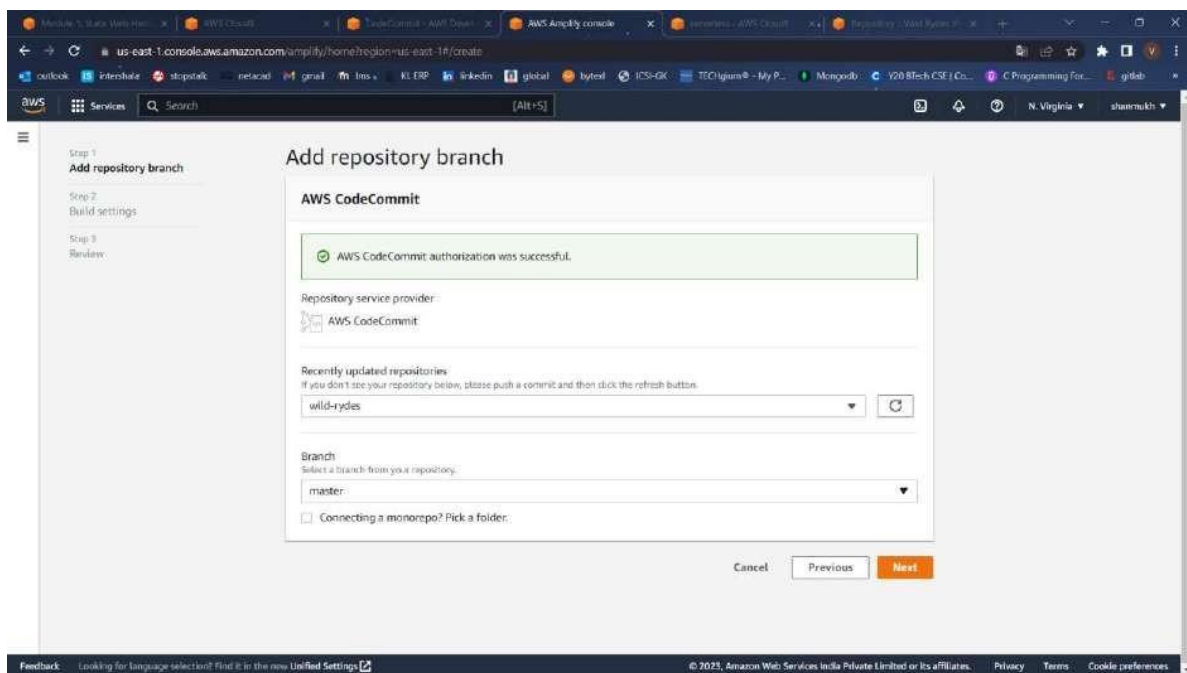 AWS Amplify console
us-east-1.console.aws.amazon.com/amplify/home?region=us-east-1#/create
outlook
internshala
stopstalk
netacad
gmail
lms
KL ERP
linkedin
global
bytexl
ICSI-GK
TECHgium® - My P...
Mongodb
Y20 BTech CSE | Co...
C Programming For...
gitlab
aws
Services
Search
[Alt+S]
N. Virginia
shanmukh
Step 1
Add repository branch
Step 2
Build settings
Step 3
Review
Add repository branch
AWS CodeCommit
AWS CodeCommit authorization was successful.
Repository service provider
AWS CodeCommit
Recently updated repositories
If you don't see your repository below, please push a commit and then click the refresh button.
wild-rydes
Branch
Select a branch from your repository.
master
Connecting a monorepo? Pick a folder.
Cancel
Previous
Next
Feedback
Looking for language selection? Find it in the new Unified Settings
© 2023, Amazon Web Services India Private Limited or its affiliates.
Privacy
Terms
Cookie preferences